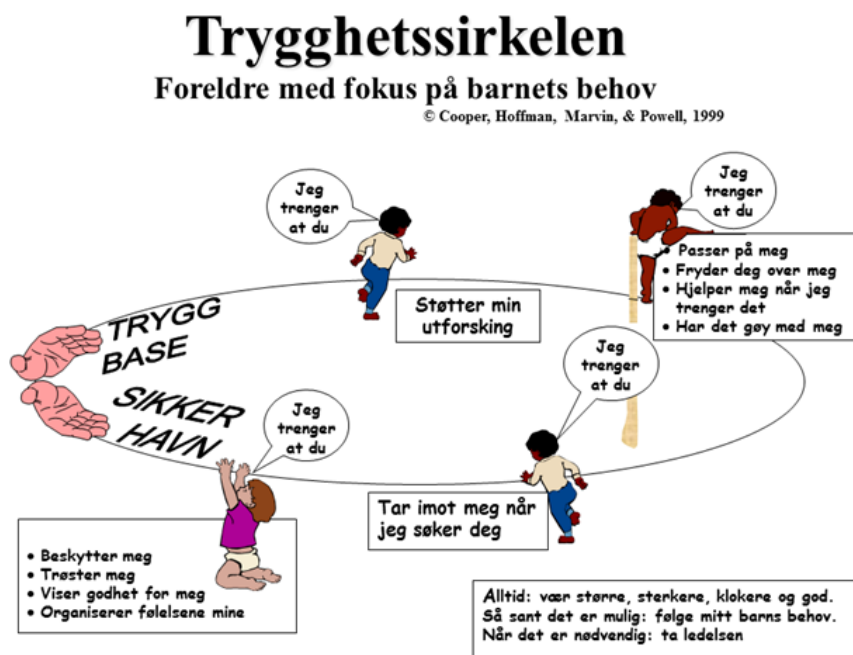 Trygghetssirkelen
Foreldre med fokus på barnets behov
© Cooper, Hoffman, Marvin, & Powell, 1999
Jeg
trenger
at du
Støtter min
utforsking
Jeg
trenger
at du
• Passer på meg
• Fryder deg over meg
• Hjelper meg når jeg
trenger det
• Har det gøy med meg
TRYGG
BASE
SIKKER
HAVN
Jeg
trenger
at du
Tar imot meg når
jeg søker deg
Jeg
trenger
at du
• Beskytter meg
• Trøster meg
• Viser godhet for meg
• Organiserer følelsene mine
Alltid: vær større, sterkere, klokere og god.
Så sant det er mulig: følge mitt barns behov.
Når det er nødvendig: ta ledelsen